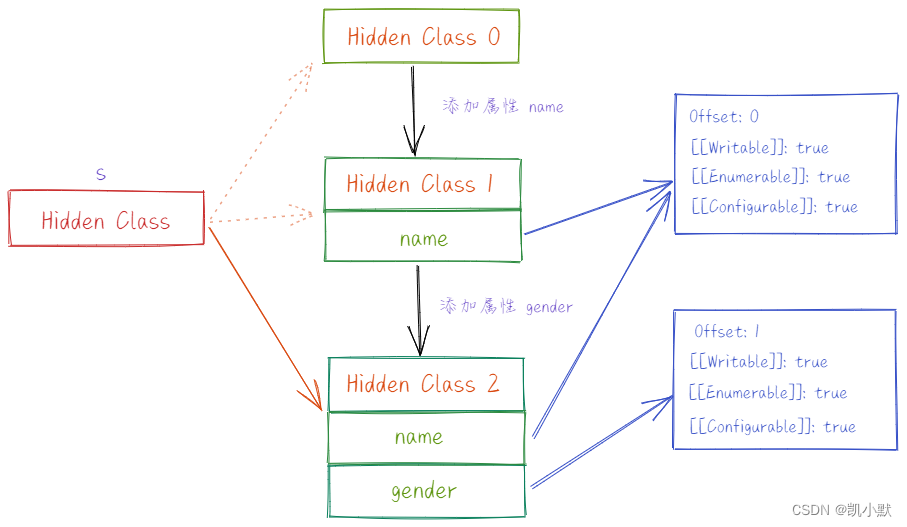 Hidden Class 0
添加属性 name
s
Hidden Class
Hidden Class 1
name
添加属性 gender
Hidden Class 2
name
gender
Offset: 0
[[Writable]]: true
[[Enumerable]]: true
[[Configurable]]: true
Offset: 1
[[Writable]]: true
[[Enumerable]]: true
[[Configurable]]: true
CSDN @凯小默